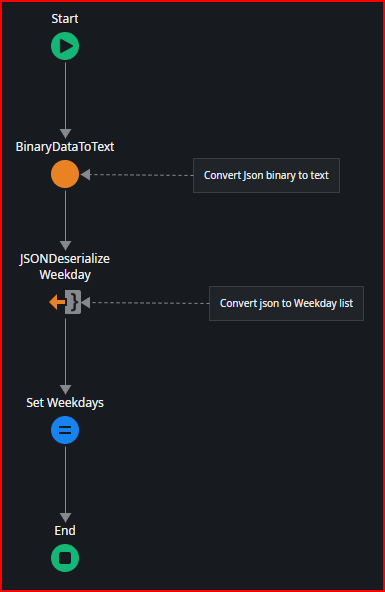 Start
BinaryDataToText
Convert Json binary to text
JSONDeserialize
Weekday
Convert json to Weekday list
Set Weekdays
End